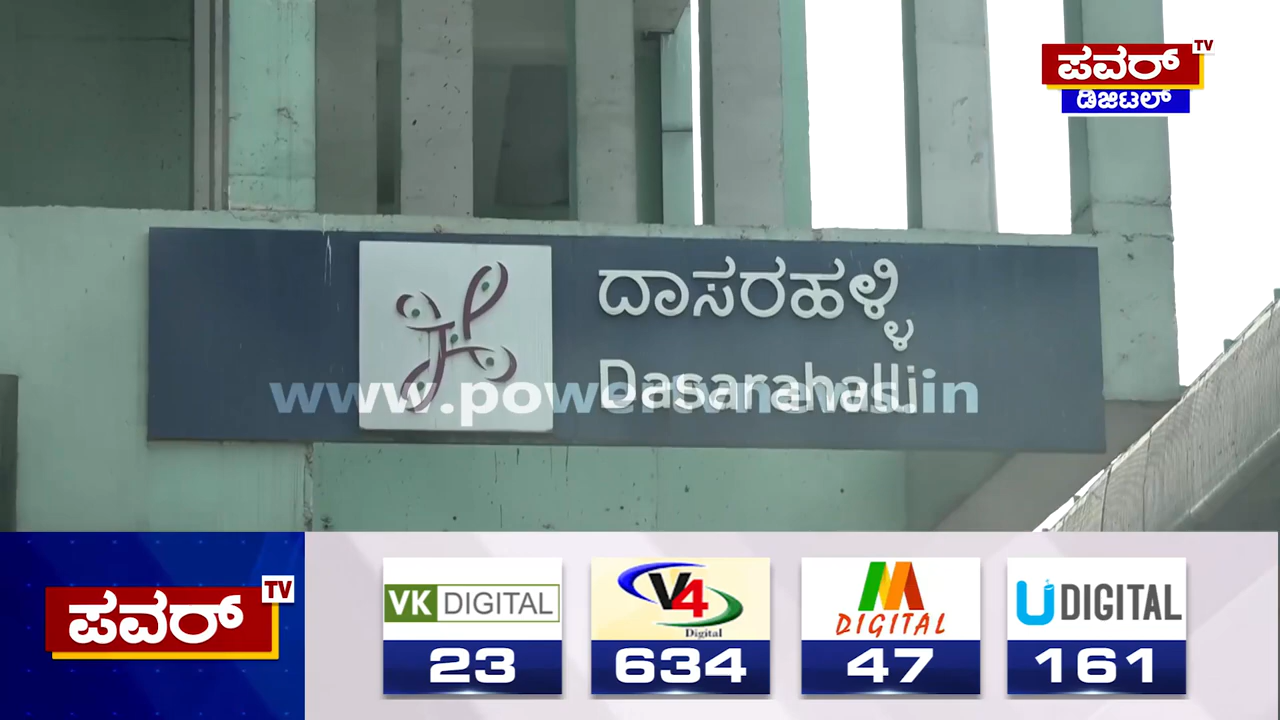 ಪವರ್ TV
ಡಿಜಿಟಲ್
ದಾಸರಹಳ್ಳಿ
Dasarahalli
www.powertvnews.in
ಪವರ್ TV
VK DIGITAL
23
V4 Digital
634
M DIGITAL
47
U DIGITAL
161